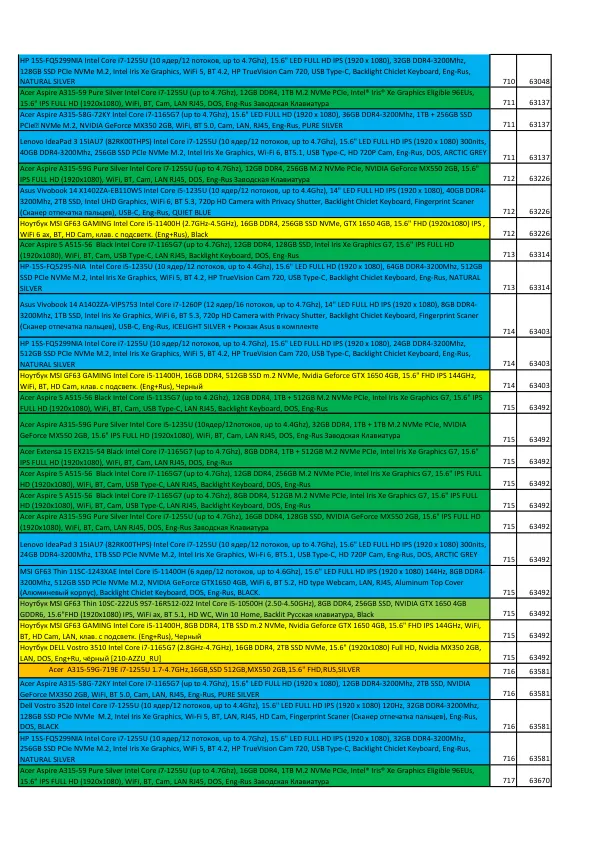 HP 15S-FQ5299NIA Intel Core i7-1255U (10 ядер/12 потоков, up to 4.7Ghz), 15.6" LED FULL HD IPS (1920 x 1080), 32GB DDR4-3200Mhz,
128GB SSD PCIe NVMe M.2, Intel Iris Xe Graphics, WiFi 5, BT 4.2, HP TrueVision Cam 720, USB Type-C, Backlight Chiclet Keyboard, Eng-Rus,
NATURAL SILVER 710 63048
Acer Aspire A315-59 Pure Silver Intel Core i7-1255U (up to 4.7Ghz), 12GB DDR4, 1TB M.2 NVMe PCIe, Intel® Iris® Xe Graphics Eligible 96EUs,
15.6" IPS FULL HD (1920x1080), WiFi, BT, Cam, LAN RJ45, DOS, Eng-Rus Заводская Клавиатура 711 63137
Acer Aspire A315-58G-72KY Intel Core i7-1165G7 (up to 4.7Ghz), 15.6" LED FULL HD (1920 x 1080), 36GB DDR4-3200Mhz, 1TB + 256GB SSD
PCIe NVMe M.2, NVIDIA GeForce MX350 2GB, WiFi, BT 5.0, Cam, LAN, RJ45, Eng-Rus, PURE SILVER 711 63137
Lenovo IdeaPad 3 15IAU7 (82RK00THPS) Intel Core i7-1255U (10 ядер/12 потоков, up to 4.7Ghz), 15.6" LED FULL HD IPS (1920 x 1080) 300nits,
40GB DDR4-3200Mhz, 256GB SSD PCIe NVMe M.2, Intel Iris Xe Graphics, Wi-Fi 6, BT5.1, USB Type-C, HD 720P Cam, Eng-Rus, DOS, ARCTIC GREY 711 63137
Acer Aspire A315-59G Pure Silver Intel Core i7-1255U (up to 4.7Ghz), 12GB DDR4, 256GB M.2 NVMe PCIe, NVIDIA GeForce MX550 2GB, 15.6"
IPS FULL HD (1920x1080), WiFi, BT, Cam, LAN RJ45, DOS, Eng-Rus Заводская Клавиатура 712 63226
Asus Vivobook 14 X1402ZA-EB110WS Intel Core i5-1235U (10 ядер/12 потоков, up to 4.4Ghz), 14" LED FULL HD IPS (1920 x 1080), 40GB DDR4-
3200Mhz, 2TB SSD, Intel UHD Graphics, WiFi 6, BT 5.3, 720p HD Camera with Privacy Shutter, Backlight Chiclet Keyboard, Fingerprint Scaner
(Сканер отпечатка пальцев), USB-C, Eng-Rus, QUIET BLUE 712 63226
Ноутбук MSI GF63 GAMING Intel Core i5-11400H (2.7GHz-4.5GHz), 16GB DDR4, 256GB SSD NVMe, GTX 1650 4GB, 15.6" FHD (1920x1080) IPS ,
WiFi 6 ax, BT, HD Cam, клав. с подсветк. (Eng+Rus), Black 712 63226
Acer Aspire 5 A515-56 Black Intel Core i7-1165G7 (up to 4.7Ghz), 12GB DDR4, 128GB SSD, Intel Iris Graphics G7, 15.6" IPS FULL HD
(1920x1080), WiFi, BT, Cam, USB Type-C, LAN RJ45, Backlight Keyboard, DOS, Eng-Rus 713 63314
HP-15S-FQ5295-NIA Intel Core i5-1235U (10 ядер/12 потоков, up to 4.4Ghz), 15.6" LED FULL HD IPS (1920 x 1080), 64GB DDR4-3200Mhz, 512GB
SSD PCIe NVMe M.2, Intel Iris Xe Graphics, WiFi 5, BT 4.2, HP TrueVision Cam 720, USB Type-C, Backlight Chiclet Keyboard, Eng-Rus, NATURAL
SILVER 713 63314
Asus Vivobook 14 A1402ZA-VIPS753 Intel Core i7-1260P (12 ядер/16 потоков, up to 4.7Ghz), 14" LED FULL HD IPS (1920 x 1080), 8GB DDR4-
3200Mhz, 1TB SSD, Intel Iris Xe Graphics, WiFi 6, BT 5.3, 720p HD Camera with Privacy Shutter, Backlight Chiclet Keyboard, Fingerprint Scaner
(Сканер отпечатка пальцев), USB-C, Eng-Rus, ICELIGHT SILVER + Рюкзак Asus в комплекте 714 63403
HP 15S-FQ5299NIA Intel Core i7-1255U (10 ядер/12 потоков, up to 4.7Ghz), 15.6" LED FULL HD IPS (1920 x 1080), 24GB DDR4-3200Mhz,
512GB SSD PCIe NVMe M.2, Intel Iris Xe Graphics, WiFi 5, BT 4.2, HP TrueVision Cam 720, USB Type-C, Backlight Chiclet Keyboard, Eng-Rus,
NATURAL SILVER 714 63403
Ноутбук MSI GF63 GAMING Intel Core i5-11400H, 16GB DDR4, 512GB SSD m.2 NVMe, Nvidia Geforce GTX 1650 4GB, 15.6" FHD IPS 144GHz,
WiFi, BT, HD Cam, клав. с подсветк. (Eng+Rus), Черный 714 63403
Acer Aspire 5 A515-56 Black Intel Core i5-1135G7 (up to 4.2Ghz), 12GB DDR4, 1TB + 512GB M.2 NVMe PCIe, Intel Iris Graphics G7, 15.6" IPS
FULL HD (1920x1080), WiFi, BT, Cam, USB Type-C, LAN RJ45, Backlight Keyboard, DOS, Eng-Rus 715 63492
Acer Aspire A315-59G Pure Silver Intel Core i5-1235U (10ядер/12потоков, up to 4.4Ghz), 32GB DDR4, 1TB + 1TB M.2 NVMe PCIe, NVIDIA
GeForce MX550 2GB, 15.6" IPS FULL HD (1920x1080), WiFi, BT, Cam, LAN RJ45, DOS, Eng-Rus Заводская Клавиатура 715 63492
Acer Extensa 15 EX215-54 Black Intel Core i7-1165G7 (up to 4.7Ghz), 8GB DDR4, 1TB + 512GB M.2 NVMe PCIe, Intel Iris Graphics G7, 15.6"
IPS FULL HD (1920x1080), WiFi, BT, Cam, LAN RJ45, DOS, Eng-Rus 715 63492
Acer Aspire 5 A515-56 Black Intel Core i7-1165G7 (up to 4.7Ghz), 12GB DDR4, 256GB M.2 NVMe PCIe, Intel Iris Graphics G7, 15.6" IPS FULL
HD (1920x1080), WiFi, BT, Cam, USB Type-C, LAN RJ45, Backlight Keyboard, DOS, Eng-Rus 715 63492
Acer Aspire 5 A515-56 Black Intel Core i7-1165G7 (up to 4.7Ghz), 8GB DDR4, 512GB M.2 NVMe PCIe, Intel Iris Graphics G7, 15.6" IPS FULL
HD (1920x1080), WiFi, BT, Cam, USB Type-C, LAN RJ45, Backlight Keyboard, DOS, Eng-Rus 715 63492
Acer Aspire A315-59G Pure Silver Intel Core i7-1255U (up to 4.7Ghz), 16GB DDR4, 128GB SSD, NVIDIA GeForce MX550 2GB, 15.6" IPS FULL HD
(1920x1080), WiFi, BT, Cam, LAN RJ45, DOS, Eng-Rus Заводская Клавиатура 715 63492
Lenovo IdeaPad 3 15IAU7 (82RK00THPS) Intel Core i7-1255U (10 ядер/12 потоков, up to 4.7Ghz), 15.6" LED FULL HD IPS (1920 x 1080) 300nits,
24GB DDR4-3200Mhz, 1TB SSD PCIe NVMe M.2, Intel Iris Xe Graphics, Wi-Fi 6, BT5.1, USB Type-C, HD 720P Cam, Eng-Rus, DOS, ARCTIC GREY 715 63492
MSI GF63 Thin 11SC-1243XAE Intel Core i5-11400H (6 ядер/12 потоков, up to 4.6Ghz), 15.6" LED FULL HD IPS (1920 x 1080) 144Hz, 8GB DDR4-
3200Mhz, 512GB SSD PCIe NVMe M.2, NVIDIA GeForce GTX1650 4GB, WiFi 6, BT 5.2, HD type Webcam, LAN, RJ45, Aluminum Top Cover
(Алюминевый корпус), Backlight Keyboard, DOC, Eng-Rus, BLACK. 715 63492
Ноутбук MSI GF63 Thin 10SC-222US 9S7-16R512-022 Intel Core i5-10500H (2.50-4.50GHz), 8GB DDR4, 256GB SSD, NVIDIA GTX 1650 4GB
GDDR6, 15.6"FHD(1920x1080) IPS, WiFi ax, BT 5.1, HD WC, Win 10 Home, Backlit Русская клавиатура, Black 715 63492
Ноутбук MSI GF63 GAMING Intel Core i5-11400H, 8GB DDR4, 1TB SSD m.2 NVMe, Nvidia Geforce GTX 1650 4GB, 15.6" FHD IPS 144GHz, WiFi,
BT, HD Cam, LAN, клав. с подсветк. (Eng+Rus), Черный 715 63492
Ноутбук DELL Vostro 3510 Intel Core i7-1165G7 (2.8GHz-4.7GHz), 16GB DDR4, 2TB SSD NVMe, 15.6" (1920x1080) Full HD, Nvidia MX350 2GB,
LAN, DOS, Eng+Ru, чёрный [210-AZZU_RU] 715 63492
Acer A315-59G-719E i7-1255U 1.7-4.7GHz,16GB,SSD 512GB,MX550 2GB,15.6" FHD,RUS,SILVER 716 63581
Acer Aspire A315-58G-72KY Intel Core i7-1165G7 (up to 4.7Ghz), 15.6" LED FULL HD (1920 x 1080), 12GB DDR4-3200Mhz, 2TB SSD, NVIDIA
GeForce MX350 2GB, WiFi, BT 5.0, Cam, LAN, RJ45, Eng-Rus, PURE SILVER 716 63581
Dell Vostro 3520 Intel Core i7-1255U (10 ядер/12 потоков, up to 4.7Ghz), 15.6" LED FULL HD IPS (1920 x 1080) 120Hz, 32GB DDR4-3200Mhz,
128GB SSD PCIe NVMe M.2, Intel Iris Xe Graphics, Wi-Fi 5, BT, LAN, RJ45, HD Cam, Fingerprint Scaner (Сканер отпечатка пальцев), Eng-Rus,
DOS, BLACK 716 63581
HP 15S-FQ5299NIA Intel Core i7-1255U (10 ядер/12 потоков, up to 4.7Ghz), 15.6" LED FULL HD IPS (1920 x 1080), 32GB DDR4-3200Mhz,
256GB SSD PCIe NVMe M.2, Intel Iris Xe Graphics, WiFi 5, BT 4.2, HP TrueVision Cam 720, USB Type-C, Backlight Chiclet Keyboard, Eng-Rus,
NATURAL SILVER 716 63581
Acer Aspire A315-59 Pure Silver Intel Core i7-1255U (up to 4.7Ghz), 16GB DDR4, 1TB M.2 NVMe PCIe, Intel® Iris® Xe Graphics Eligible 96EUs,
15.6" IPS FULL HD (1920x1080), WiFi, BT, Cam, LAN RJ45, DOS, Eng-Rus Заводская Клавиатура 717 63670